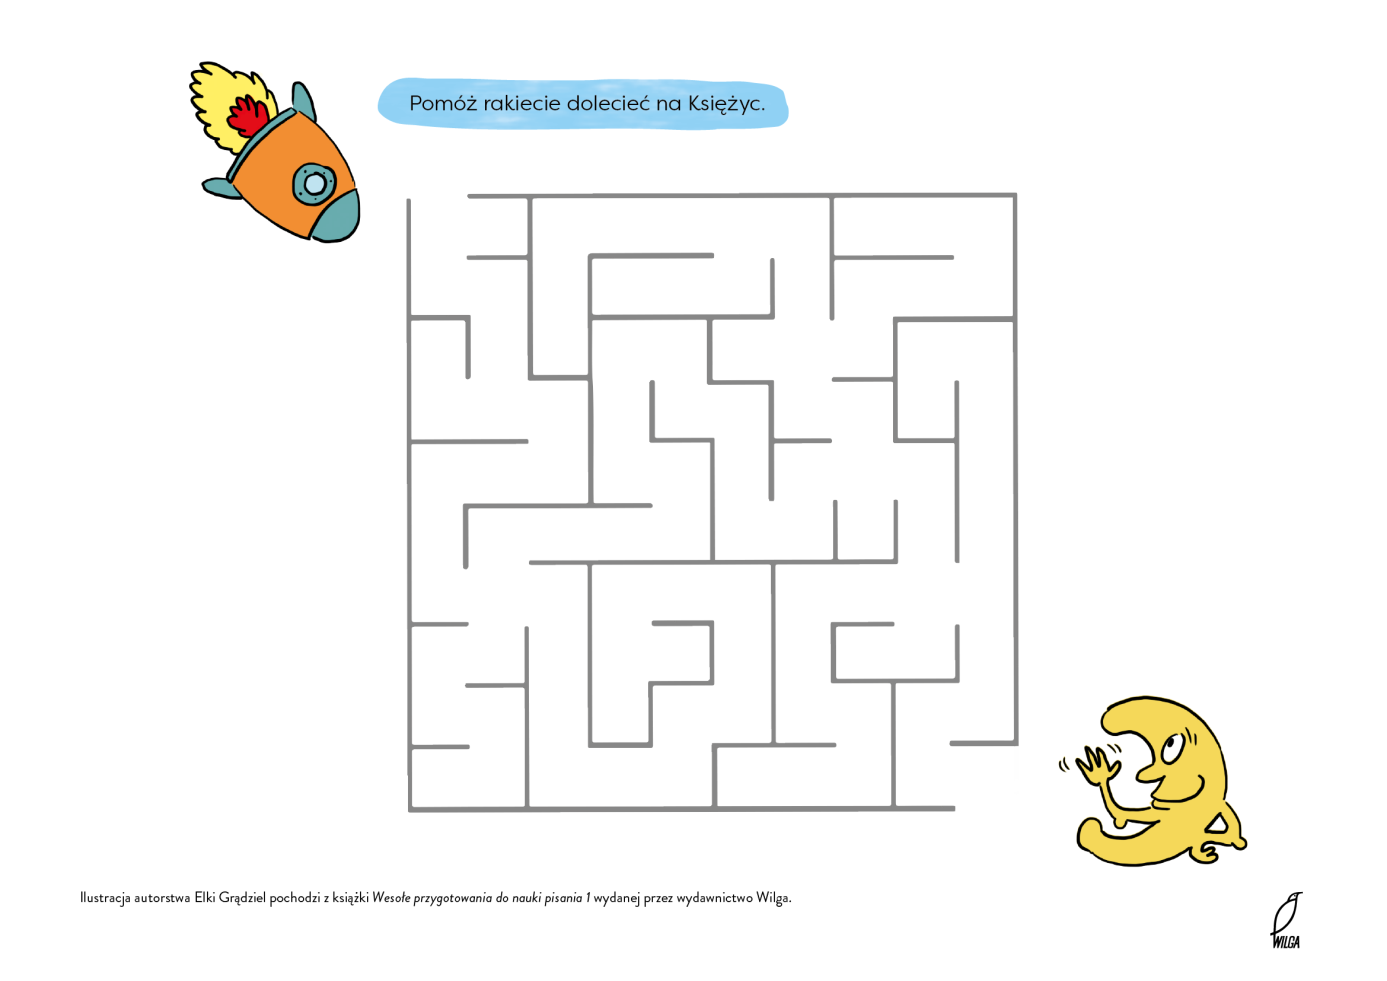 Pomóż rakiecie dolecieć na Księżyc.
Ilustracja autorstwa Elki Grądziel pochodzi z książki Wesołe przygotowania do nauki pisania 1 wydanej przez wydawnictwo Wilga.
WILGA